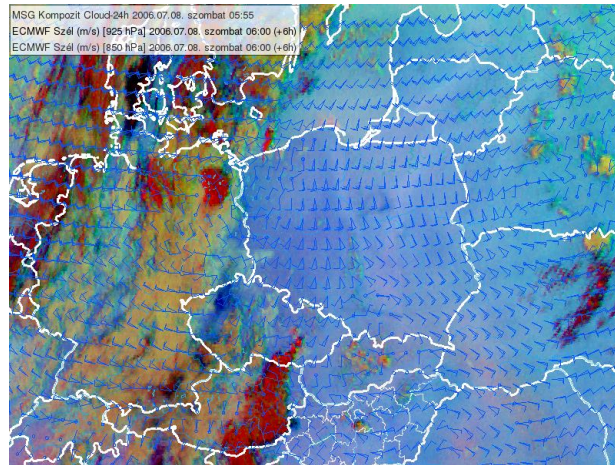 MSG Kompozit Cloud-24h 2006.07.08. szombat 05:55
ECMWF Szél (m/s) [925 hPa] 2006.07.08. szombat 06:00 (+6h)
ECMWF Szél (m/s) [850 hPa] 2006.07.08. szombat 06:00 (+6h)